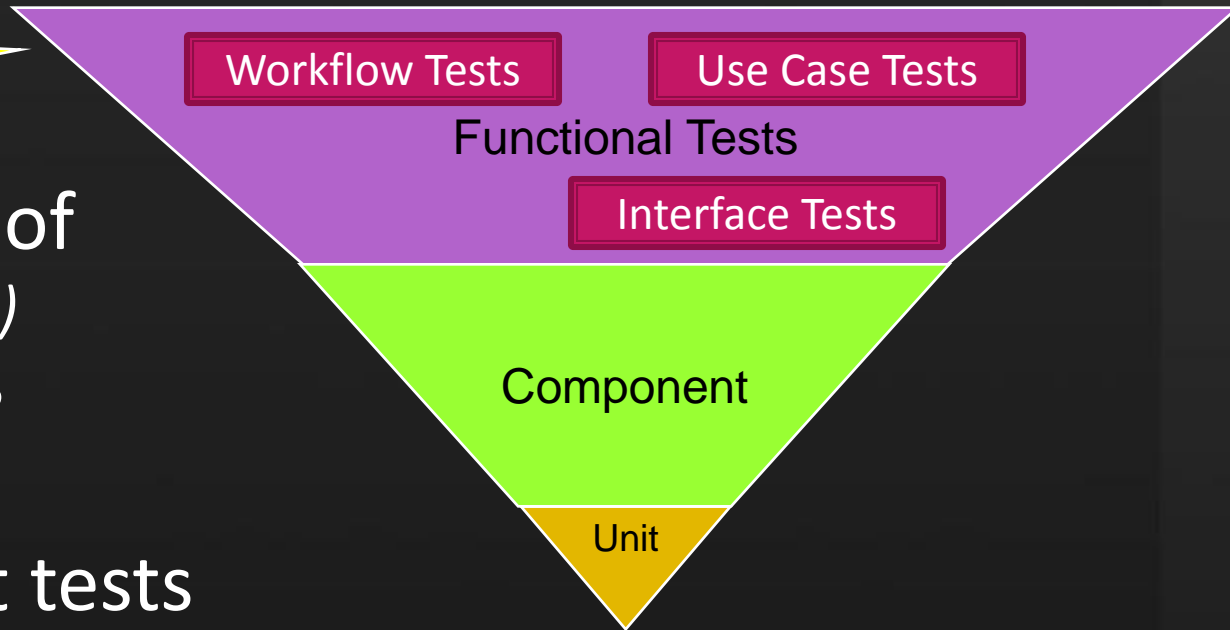 Workflow Tests
Use Case Tests
Functional Tests
of
Interface Tests
)
Component
Unit
tests